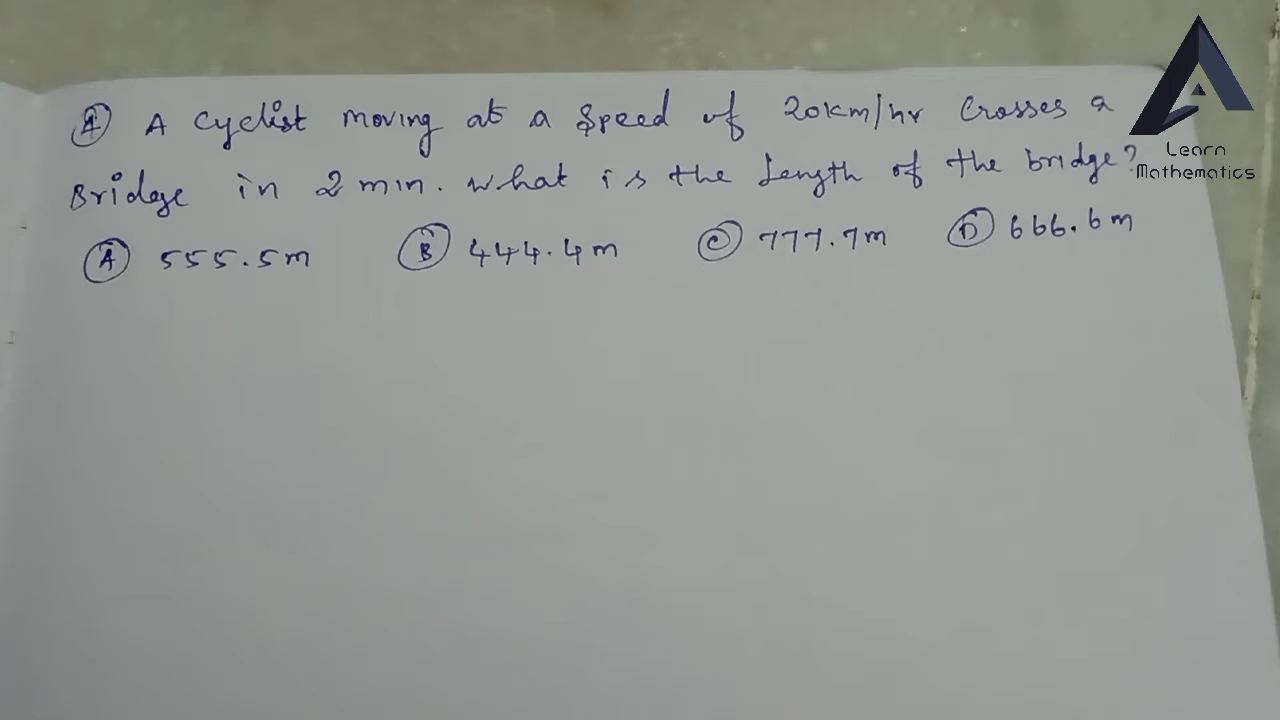 ① A cyclist moving at a speed of 20km/hr crosses a
Bridge in 2 min. what is the Length of the bridge?
Ⓐ 555.5m Ⓑ 444.4m Ⓒ 777.7m Ⓓ 666.6m
Learn
Mathematics